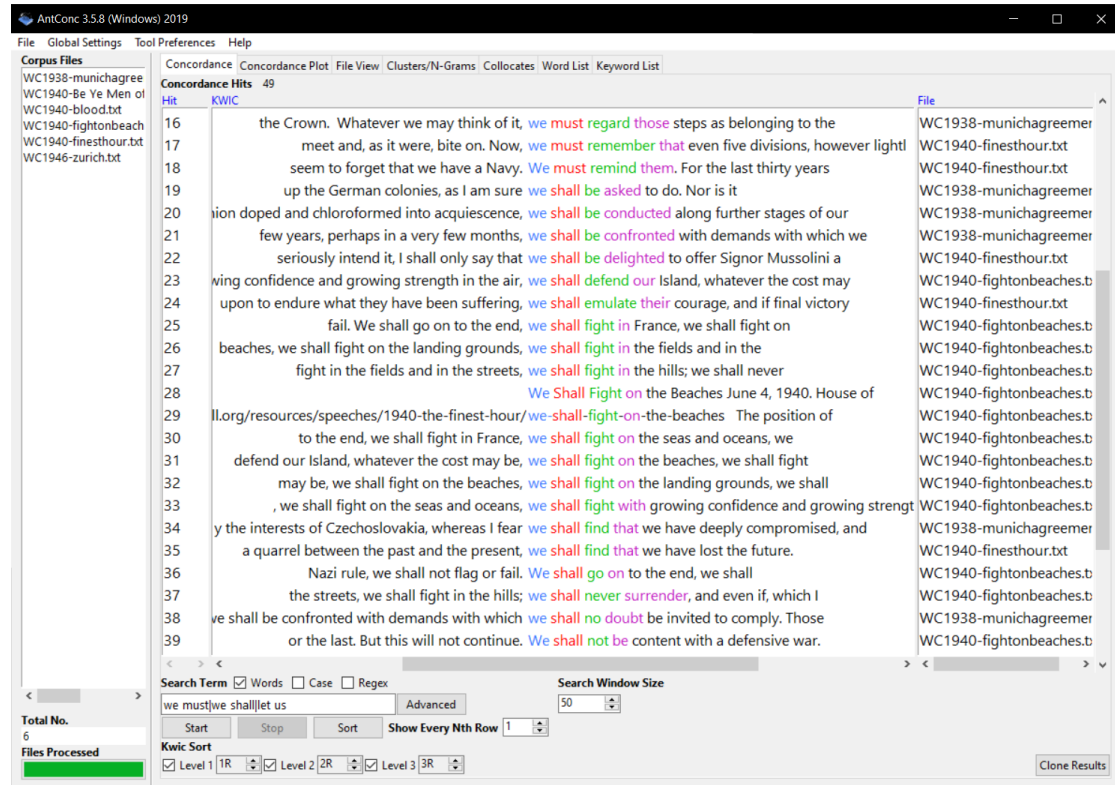 AntConc 3.5.8 (Windows) 2019
File Global Settings Tool Preferences Help
Corpus Files
WC1938-munichagree
WC1940-Be Ye Men of
WC1940-blood.txt
WC1940-fightonbeach
WC1940-finesthour.txt
WC1946-zurich.txt
Total No.
6
Files Processed
Concordance Concordance Plot File View Clusters/N-Grams Collocates Word List Keyword List
Concordance Hits 49
Hit KWIC File
16 the Crown. Whatever we may think of it, we must regard those steps as belonging to the WC1938-munichagreemer
17 meet and, as it were, bite on. Now, we must remember that even five divisions, however lightl WC1940-finesthour.txt
18 seem to forget that we have a Navy. We must remind them. For the last thirty years WC1940-finesthour.txt
19 up the German colonies, as I am sure we shall be asked to do. Nor is it WC1938-munichagreemer
20 nion doped and chloroformed into acquiescence, we shall be conducted along further stages of our WC1938-munichagreemer
21 few years, perhaps in a very few months, we shall be confronted with demands with which we WC1938-munichagreemer
22 seriously intend it, I shall only say that we shall be delighted to offer Signor Mussolini a WC1940-finesthour.txt
23 wing confidence and growing strength in the air, we shall defend our Island, whatever the cost may WC1940-fightonbeaches.t
24 upon to endure what they have been suffering, we shall emulate their courage, and if final victory WC1940-finesthour.txt
25 fail. We shall go on to the end, we shall fight in France, we shall fight on WC1940-fightonbeaches.t
26 beaches, we shall fight on the landing grounds, we shall fight in the fields and in the WC1940-fightonbeaches.t
27 fight in the fields and in the streets, we shall fight in the hills; we shall never WC1940-fightonbeaches.t
28 We Shall Fight on the Beaches June 4, 1940. House of WC1940-fightonbeaches.t
29 ll.org/resources/speeches/1940-the-finest-hour/we-shall-fight-on-the-beaches The position of WC1940-fightonbeaches.t
30 to the end, we shall fight in France, we shall fight on the seas and oceans, we WC1940-fightonbeaches.t
31 defend our Island, whatever the cost may be, we shall fight on the beaches, we shall fight WC1940-fightonbeaches.t
32 may be, we shall fight on the beaches, we shall fight on the landing grounds, we shall WC1940-fightonbeaches.t
33 , we shall fight on the seas and oceans, we shall fight with growing confidence and growing strengt WC1940-fightonbeaches.t
34 y the interests of Czechoslovakia, whereas I fear we shall find that we have deeply compromised, and WC1938-munichagreemer
35 a quarrel between the past and the present, we shall find that we have lost the future. WC1940-finesthour.txt
36 Nazi rule, we shall not flag or fail. We shall go on to the end, we shall WC1940-fightonbeaches.t
37 the streets, we shall fight in the hills; we shall never surrender, and even if, which I WC1940-fightonbeaches.t
38 ve shall be confronted with demands with which we shall no doubt be invited to comply. Those WC1938-munichagreemer
39 or the last. But this will not continue. We shall not be content with a defensive war. WC1940-fightonbeaches.t
Search Term Words Case Regex Search Window Size
we must|we shall|let us Advanced 50
Start Stop Sort Show Every Nth Row 1
Kwic Sort
Level 1 1R Level 2 2R Level 3 3R Clone Results